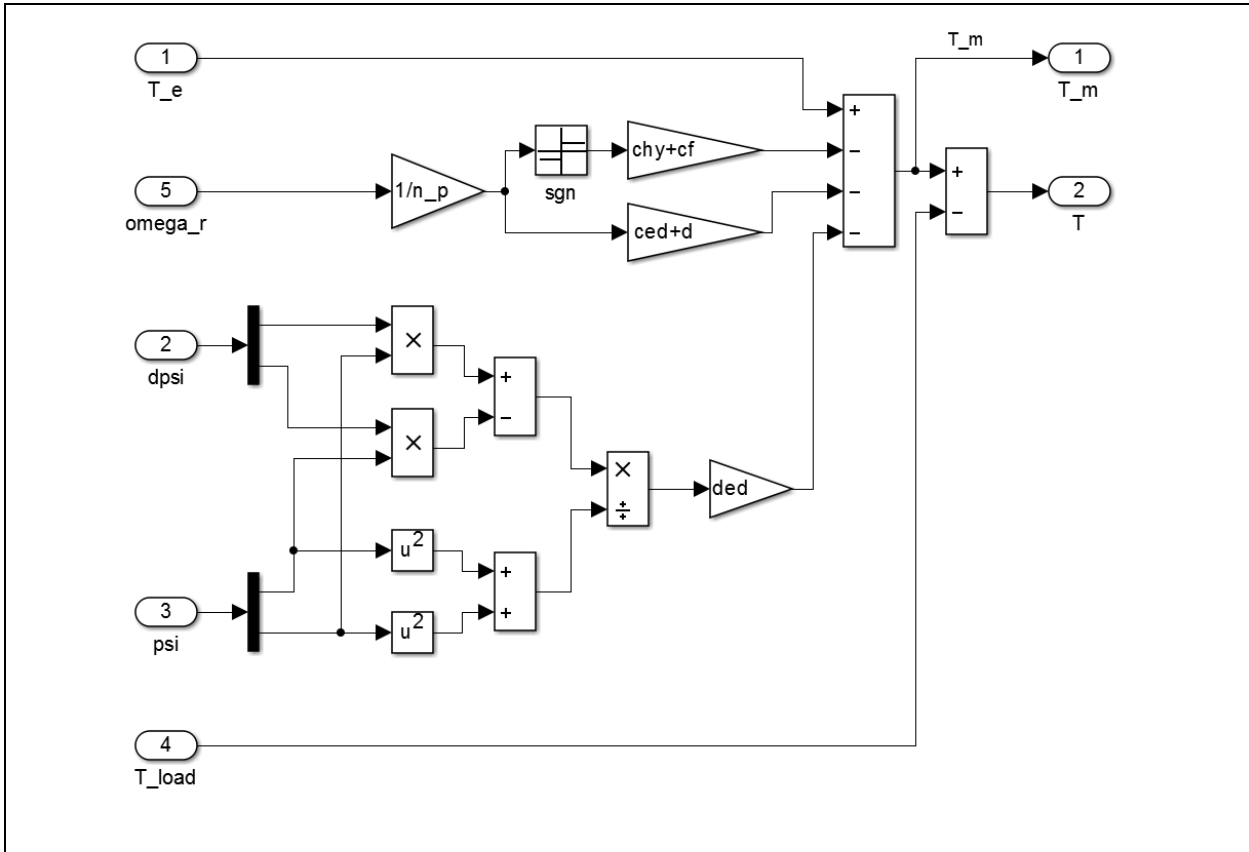 1
T_e
T_m
1
T_m
+
−
−
−
chy+cf
sgn
5
omega_r
1/n_p
ced+d
+
−
2
T
2
dpsi
×
×
+
−
×
÷
ded
3
psi
u²
u²
+
+
4
T_load